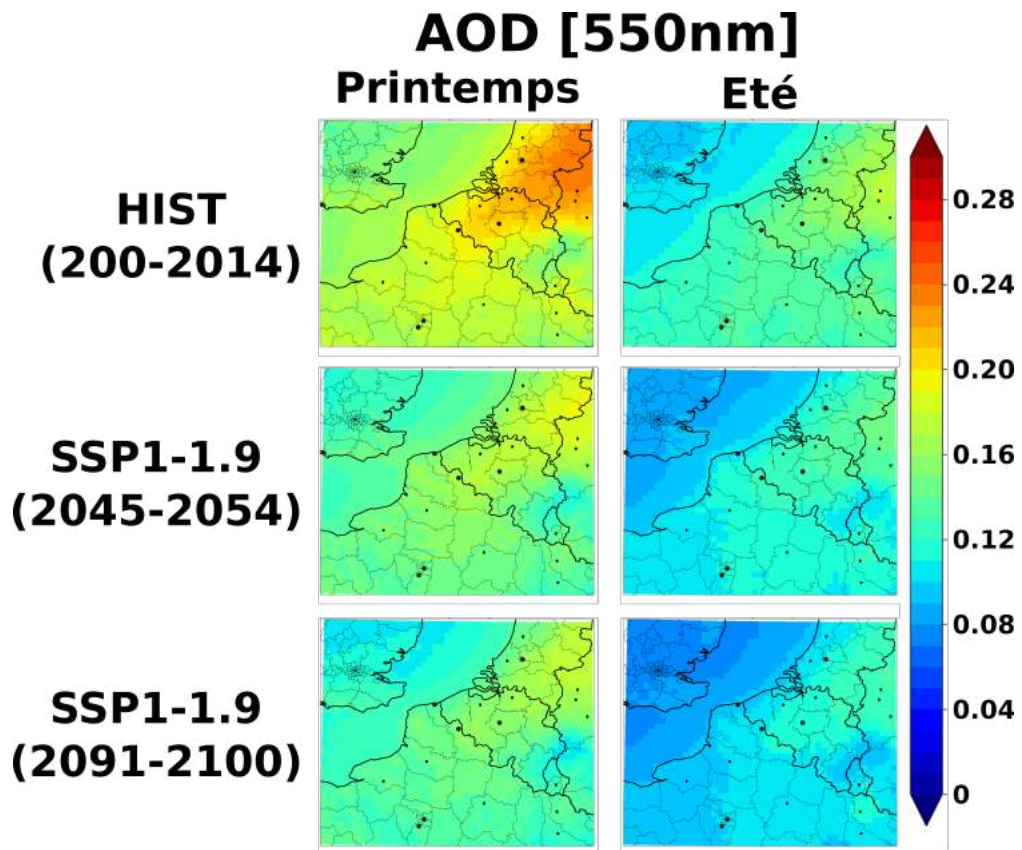 AOD [550nm]
Printemps Eté
HIST
(200-2014)
SSP1-1.9
(2045-2054)
SSP1-1.9
(2091-2100)
0.28
0.24
0.20
0.16
0.12
0.08
0.04
0